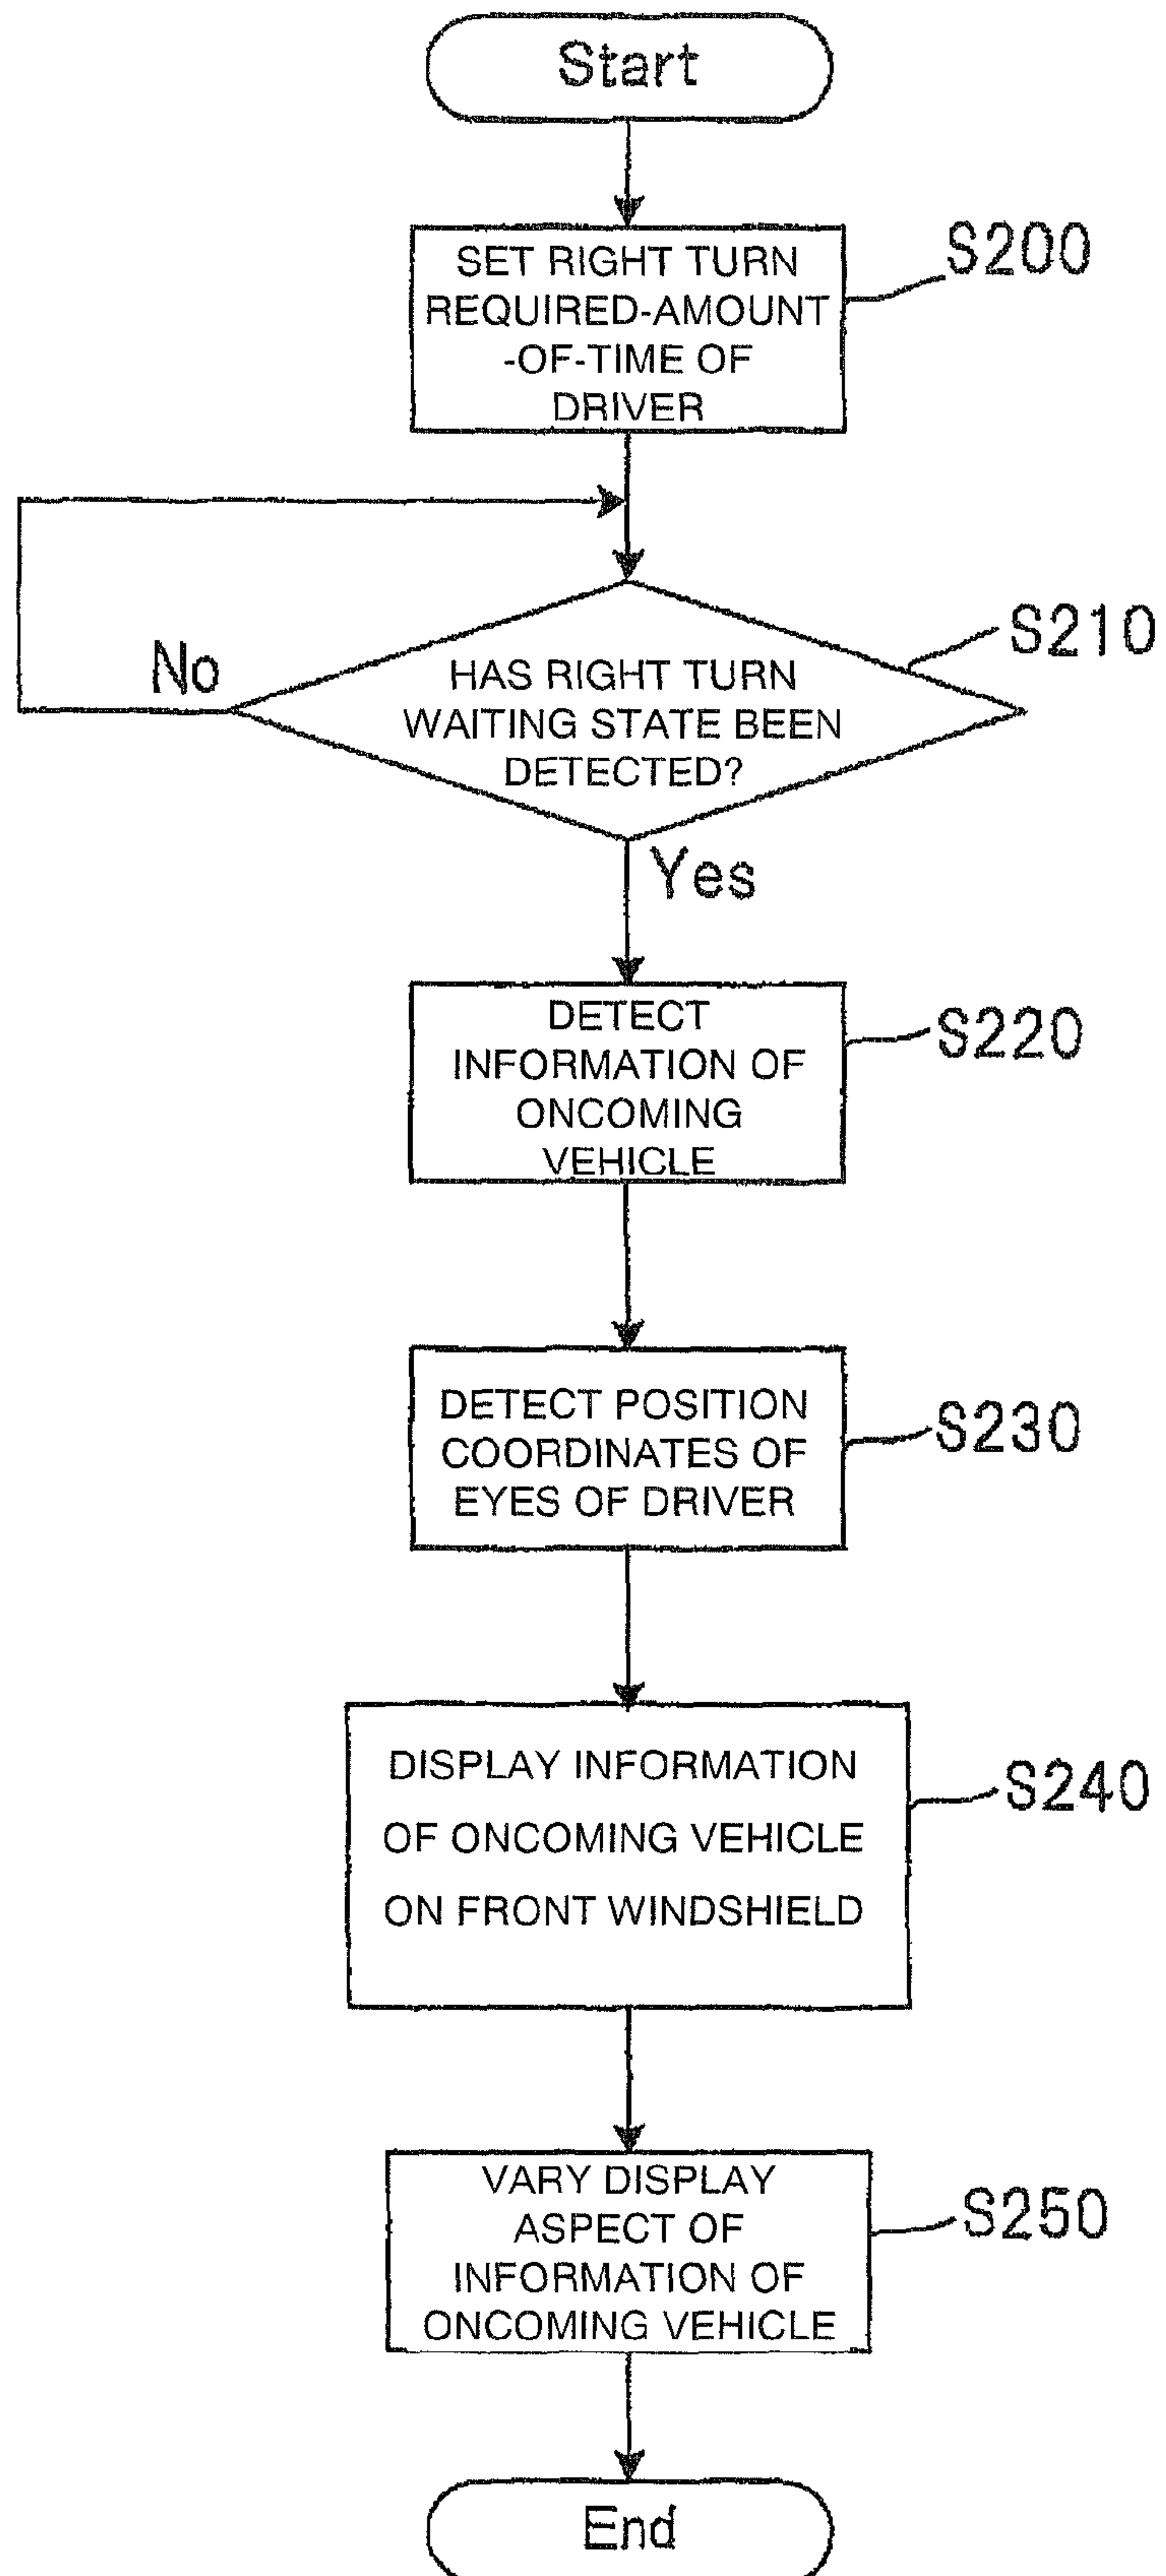 Start
SET RIGHT TURN
REQUIRED-AMOUNT
-OF-TIME OF
DRIVER
S200
HAS RIGHT TURN
WAITING STATE BEEN
DETECTED?
S210
No
Yes
DETECT
INFORMATION OF
ONCOMING
VEHICLE
S220
DETECT POSITION
COORDINATES OF
EYES OF DRIVER
S230
DISPLAY INFORMATION
OF ONCOMING VEHICLE
ON FRONT WINDSHIELD
S240
VARY DISPLAY
ASPECT OF
INFORMATION OF
ONCOMING VEHICLE
S250
End